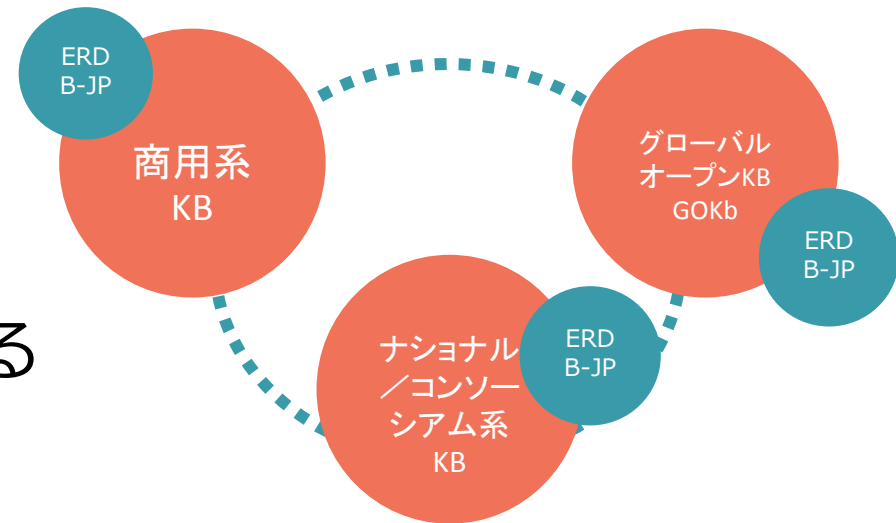 ERD
B-JP
商用系
KB
グローバル
オープンKB
GOKb
ERD
B-JP
る
ナショナル
／コンソー
シアム系
KB
ERD
B-JP